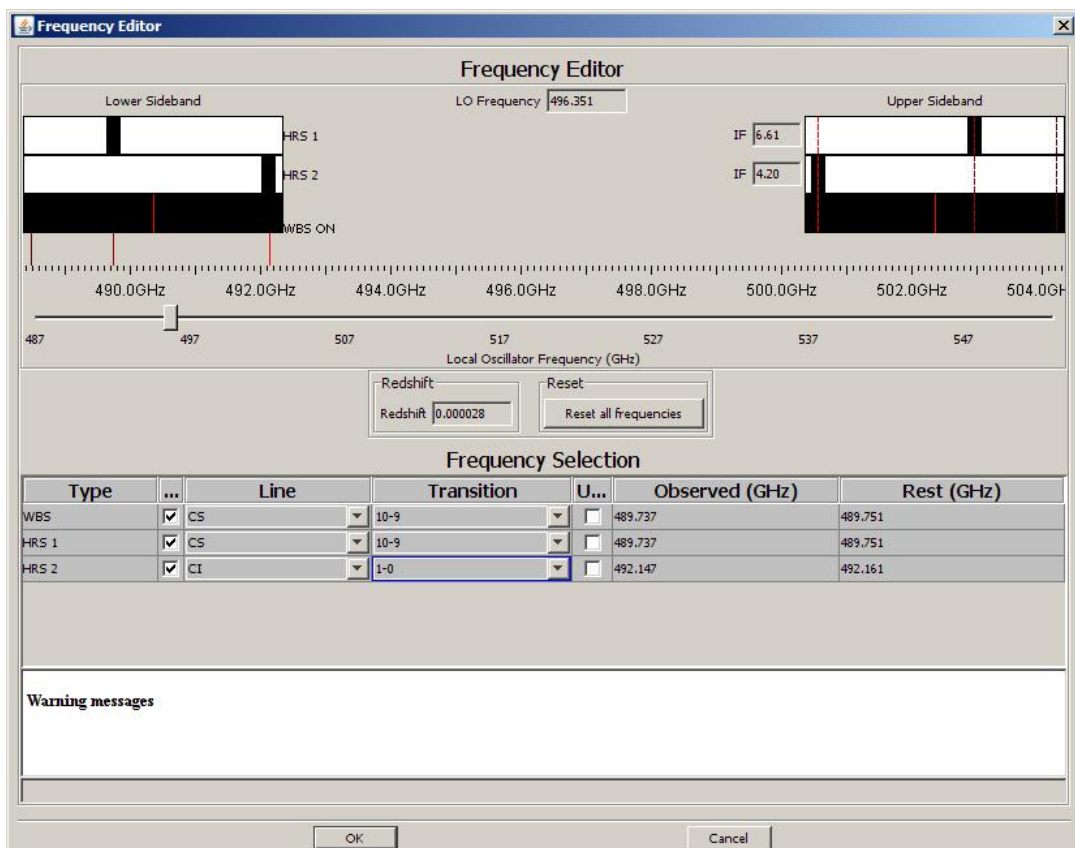 Frequency Editor
Frequency Editor
Lower Sideband LO Frequency 496.351 Upper Sideband
HRS 1 IF 6.61
HRS 2 IF 4.20
WBS ON
490.0GHz 492.0GHz 494.0GHz 496.0GHz 498.0GHz 500.0GHz 502.0GHz 504.0GH
487 497 507 517 527 537 547
Local Oscillator Frequency (GHz)
Redshift Reset
Redshift 0.000028 Reset all frequencies
Frequency Selection
Type ... Line Transition U... Observed (GHz) Rest (GHz)
WBS CS 10-9 489.737 489.751
HRS 1 CS 10-9 489.737 489.751
HRS 2 CI 1-0 492.147 492.161
Warning messages
OK Cancel